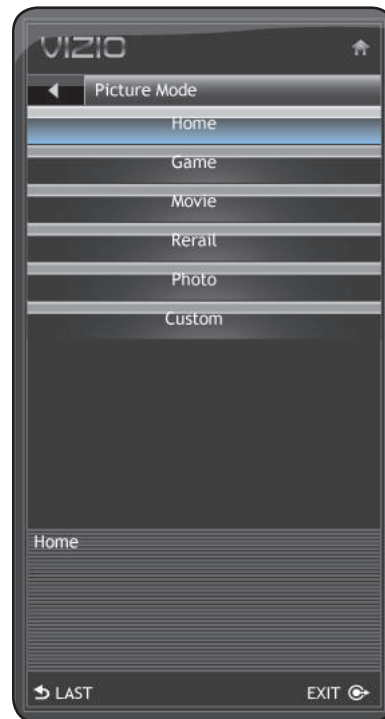 VIZIO
Picture Mode
Home
Game
Movie
Rerail
Photo
Custom
Home
LAST EXIT